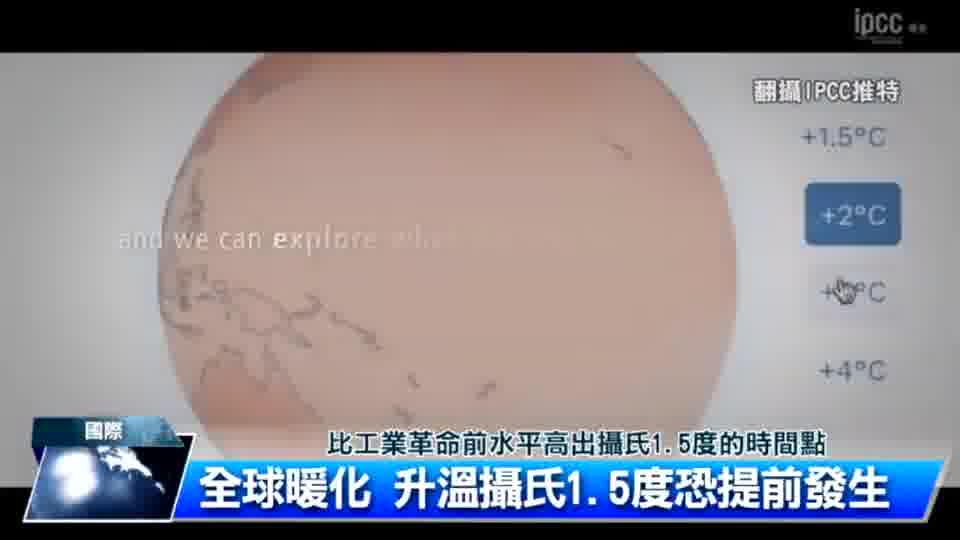 ipcc
翻攝IPCC推特
+1.5°C
+2°C
and we can explore
+4°C
國際
比工業革命前水平高出攝氏1.5度的時間點
全球暖化 升溫攝氏1.5度恐提前發生